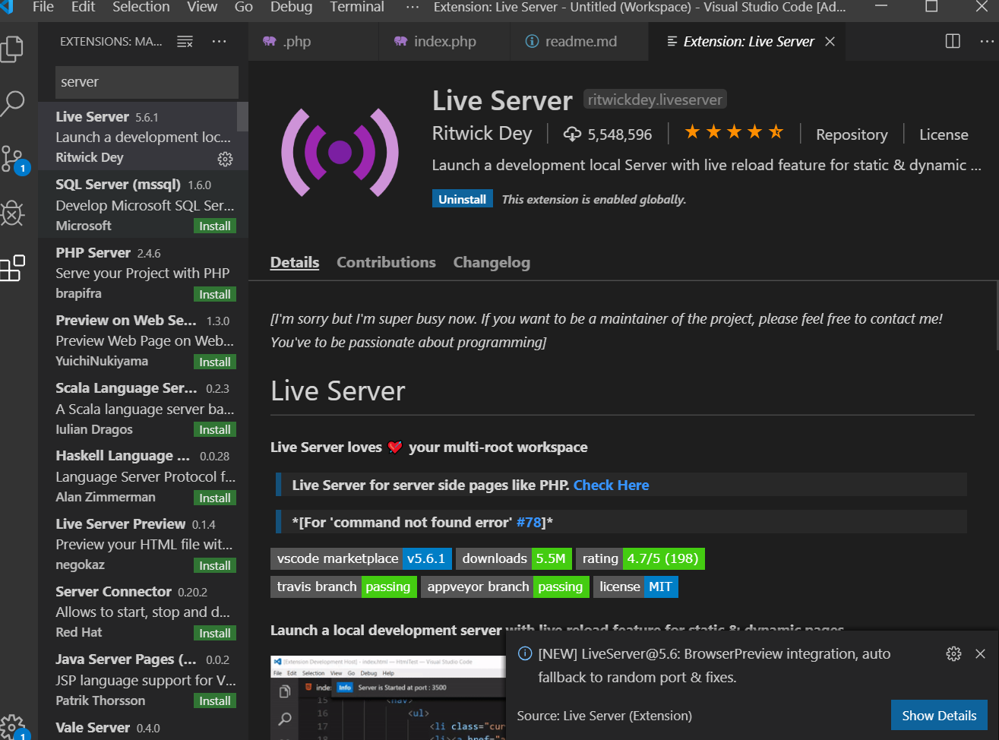 File Edit Selection View Go Debug Terminal ··· Extension: Live Server - Untitled (Workspace) - Visual Studio Code [Ad...
EXTENSIONS: MA...
.php
index.php
readme.md
Extension: Live Server
server
Live Server 5.6.1
Launch a development loc...
Ritwick Dey
SQL Server (mssql) 1.6.0
Develop Microsoft SQL Ser...
Microsoft Install
PHP Server 2.4.6
Serve your Project with PHP
brapifra Install
Preview on Web Se... 1.3.0
Preview Web Page on Web...
YuichiNukiyama Install
Scala Language Ser... 0.2.3
A Scala language server ba...
Iulian Dragos Install
Haskell Language ... 0.0.28
Language Server Protocol f...
Alan Zimmerman Install
Live Server Preview 0.1.4
Preview your HTML file wit...
negokaz Install
Server Connector 0.20.2
Allows to start, stop and d...
Red Hat Install
Java Server Pages (... 0.0.2
JSP language support for V...
Patrik Thorsson Install
Vale Server 0.4.0
1
1
Live Server ritwickdey.liveserver
Ritwick Dey 5,548,596 Repository License
Launch a development local Server with live reload feature for static & dynamic ...
Uninstall This extension is enabled globally.
Details Contributions Changelog
[I'm sorry but I'm super busy now. If you want to be a maintainer of the project, please feel free to contact me!
You've to be passionate about programming]
Live Server
Live Server loves your multi-root workspace
Live Server for server side pages like PHP. Check Here
*[For 'command not found error' #78]*
vscode marketplace v5.6.1 downloads 5.5M rating 4.7/5 (198)
travis branch passing appveyor branch passing license MIT
Launch a local development server with live reload feature for static & dynamic pages
[Extension Development Host] - index.html — HtmlTest — Visual Studio Code
File Edit Selection View Go Debug Help
inde: Info Server is Started at port : 3500
15 <nav>
16 <ul>
17 <li class="cur
18 <li><a href="a
[NEW] LiveServer@5.6: BrowserPreview integration, auto
fallback to random port & fixes.
Source: Live Server (Extension)
Show Details